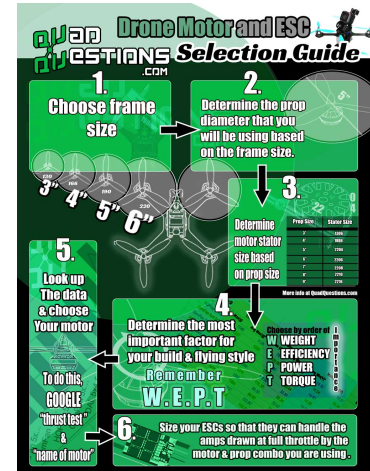 QUAD
QUESTIONS
.COM
Drone Motor and ESC
Selection Guide
1.
Choose frame
size
2.
Determine the prop
diameter that you
will be using based
on the frame size.
5"
3" 4" 5" 6"
190
220
3.
22
04
Determine
motor stator
size based
on prop size
Prop Size Stator Size
More info at QuadQuestions.com
4.
Determine the most
important factor for
your build & flying style
Remember
W.E.P.T
Choose by order of
importance
W WEIGHT
E EFFICIENCY
P POWER
T TORQUE
5.
Look up
The data
& choose
Your motor
To do this,
GOOGLE
"thrust test"
&
"name of motor"
6.
Size your ESCs so that they can handle the
amps drawn at full throttle by the
motor & prop combo you are using .